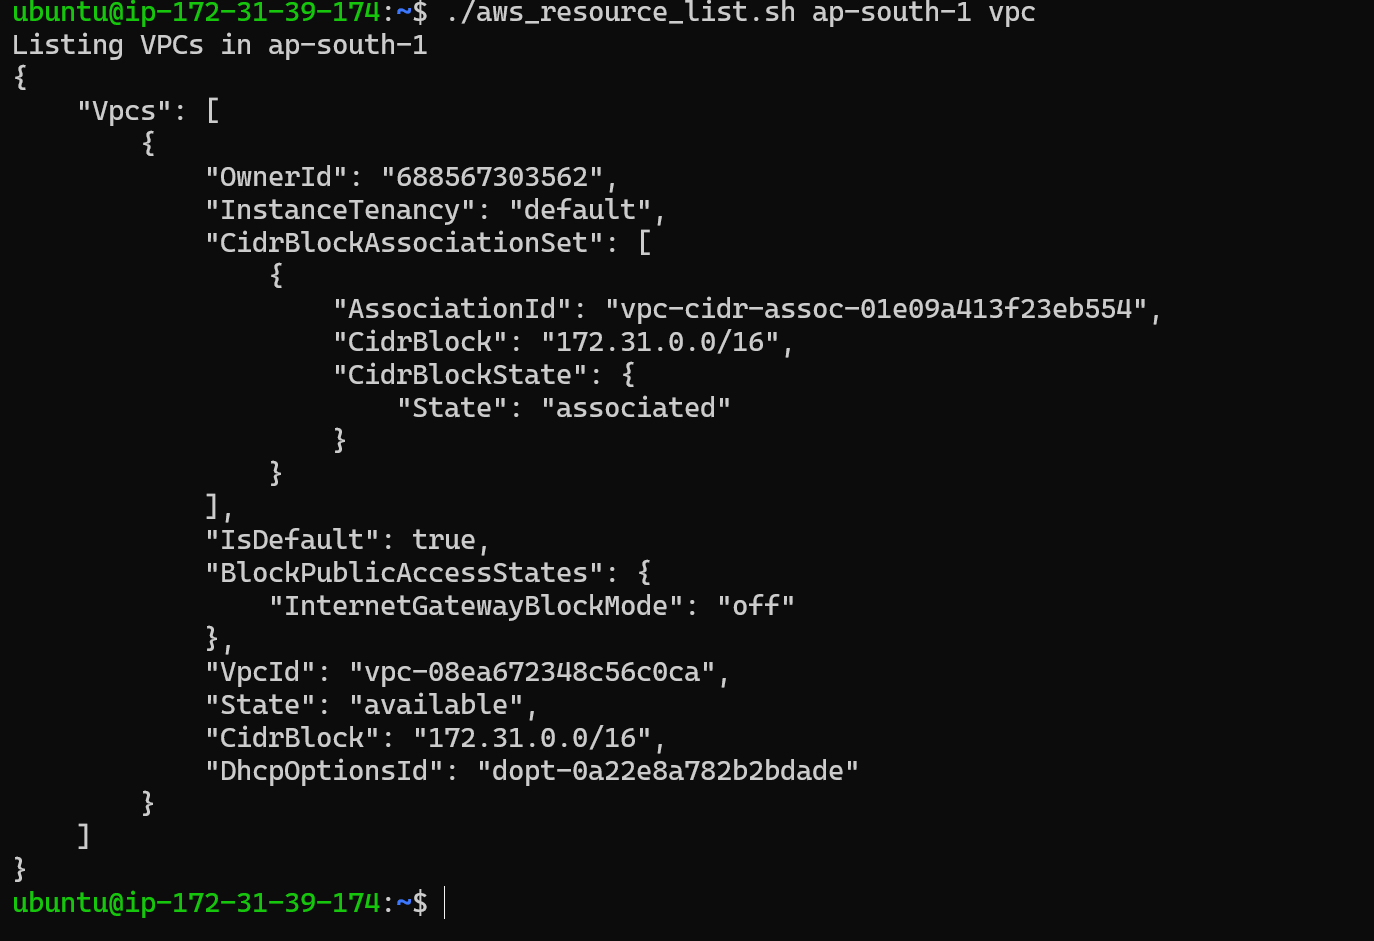 ubuntu@ip-172-31-39-174:~$ ./aws_resource_list.sh ap-south-1 vpc
Listing VPCs in ap-south-1
{
    "Vpcs": [
        {
            "OwnerId": "688567303562",
            "InstanceTenancy": "default",
            "CidrBlockAssociationSet": [
                {
                    "AssociationId": "vpc-cidr-assoc-01e09a413f23eb554",
                    "CidrBlock": "172.31.0.0/16",
                    "CidrBlockState": {
                        "State": "associated"
                    }
                }
            ],
            "IsDefault": true,
            "BlockPublicAccessStates": {
                "InternetGatewayBlockMode": "off"
            },
            "VpcId": "vpc-08ea672348c56c0ca",
            "State": "available",
            "CidrBlock": "172.31.0.0/16",
            "DhcpOptionsId": "dopt-0a22e8a782b2bdade"
        }
    ]
}
ubuntu@ip-172-31-39-174:~$